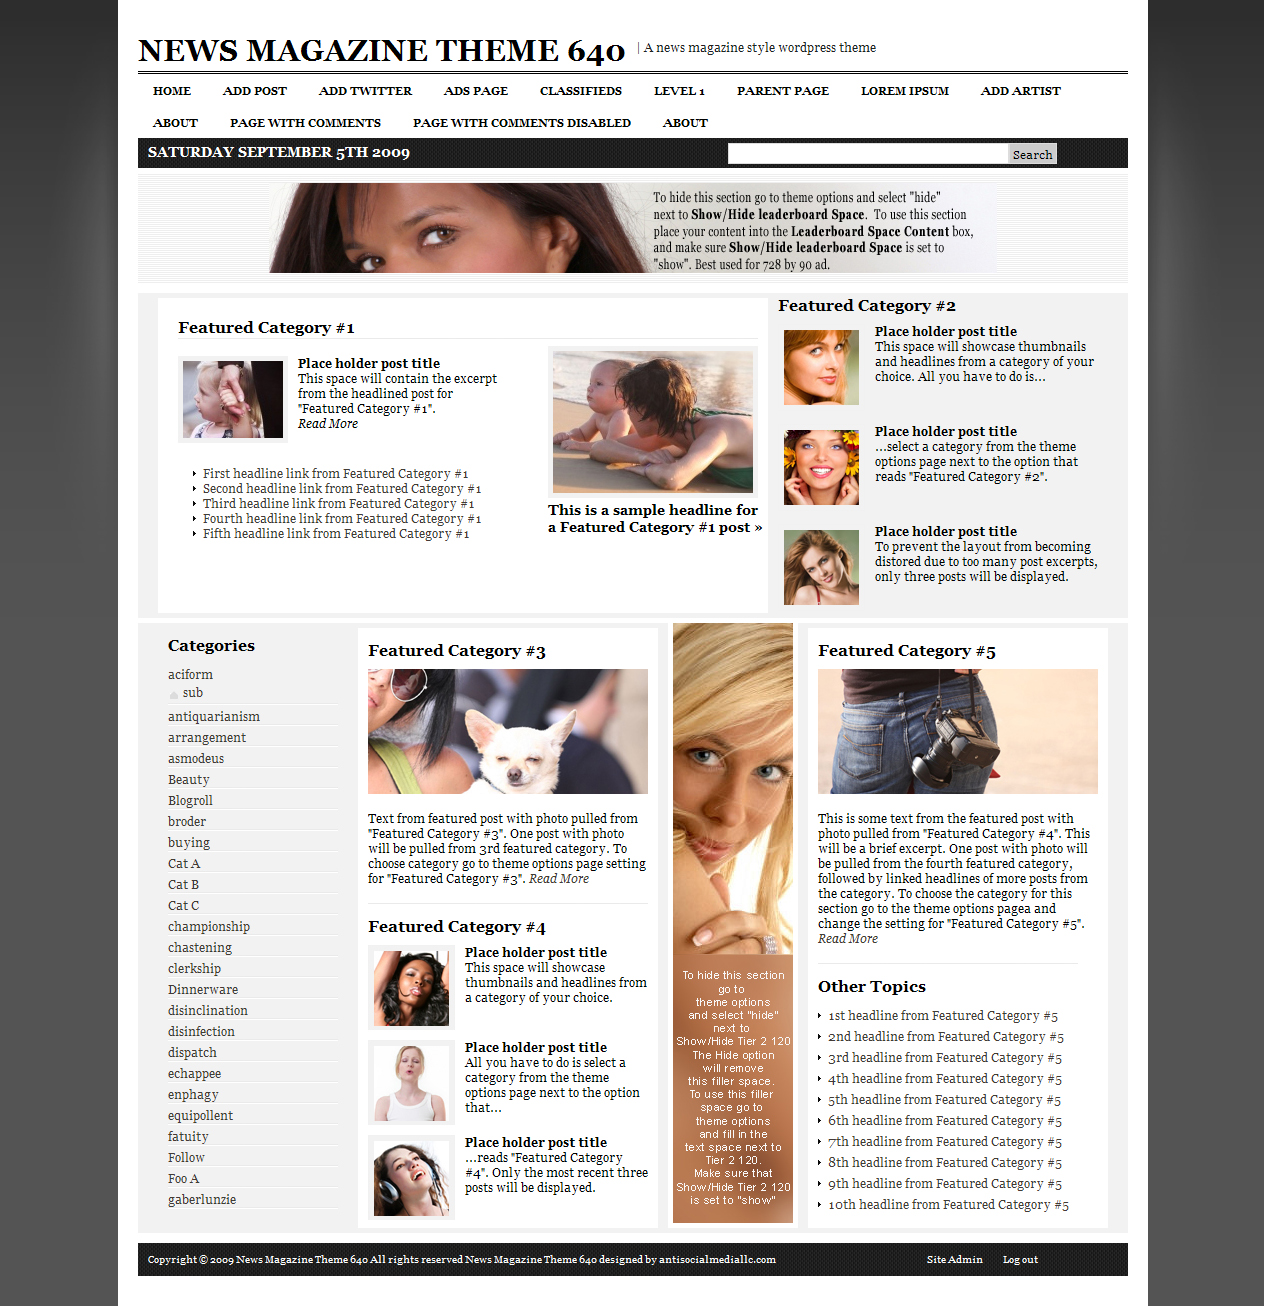 NEWS MAGAZINE THEME 640 | A news magazine style wordpress theme
HOME ADD POST ADD TWITTER ADS PAGE CLASSIFIEDS LEVEL 1 PARENT PAGE LOREM IPSUM ADD ARTIST
ABOUT PAGE WITH COMMENTS PAGE WITH COMMENTS DISABLED ABOUT
SATURDAY SEPTEMBER 5TH 2009
Search
To hide this section go to theme options and select "hide"
next to Show/Hide leaderboard Space. To use this section
place your content into the Leaderboard Space Content box,
and make sure Show/Hide leaderboard Space is set to
"show". Best used for 728 by 90 ad.
Featured Category #1
Place holder post title
This space will contain the excerpt
from the headlined post for
"Featured Category #1".
Read More
First headline link from Featured Category #1
Second headline link from Featured Category #1
Third headline link from Featured Category #1
Fourth headline link from Featured Category #1
Fifth headline link from Featured Category #1
This is a sample headline for
a Featured Category #1 post »
Featured Category #2
Place holder post title
This space will showcase thumbnails
and headlines from a category of your
choice. All you have to do is...
Place holder post title
...select a category from the theme
options page next to the option that
reads "Featured Category #2".
Place holder post title
To prevent the layout from becoming
distored due to too many post excerpts,
only three posts will be displayed.
Categories
aciform
sub
antiquarianism
arrangement
asmodeus
Beauty
Blogroll
broder
buying
Cat A
Cat B
Cat C
championship
chastening
clerkship
Dinnerware
disinclination
disinfection
dispatch
echappee
enphagy
equipollent
fatuity
Follow
Foo A
gaberlunzie
Featured Category #3
Text from featured post with photo pulled from
"Featured Category #3". One post with photo
will be pulled from 3rd featured category. To
choose category go to theme options page setting
for "Featured Category #3". Read More
Featured Category #4
Place holder post title
This space will showcase
thumbnails and headlines from
a category of your choice.
Place holder post title
All you have to do is select a
category from the theme
options page next to the option
that...
Place holder post title
...reads "Featured Category
#4". Only the most recent three
posts will be displayed.
To hide this section
go to
theme options
and select "hide"
next to
Show/Hide Tier 2 120
The Hide option
will remove
this filler space.
To use this filler
space go to
theme options
and fill in the
text space next to
Tier 2 120.
Make sure that
Show/Hide Tier 2 120
is set to "show"
Featured Category #5
This is some text from the featured post with
photo pulled from "Featured Category #4". This
will be a brief excerpt. One post with photo will
be pulled from the fourth featured category,
followed by linked headlines of more posts from
the category. To choose the category for this
section go to the theme options pagea and
change the setting for "Featured Category #5".
Read More
Other Topics
1st headline from Featured Category #5
2nd headline from Featured Category #5
3rd headline from Featured Category #5
4th headline from Featured Category #5
5th headline from Featured Category #5
6th headline from Featured Category #5
7th headline from Featured Category #5
8th headline from Featured Category #5
9th headline from Featured Category #5
10th headline from Featured Category #5
Copyright © 2009 News Magazine Theme 640 All rights reserved News Magazine Theme 640 designed by antisocialmediallc.com Site Admin Log out